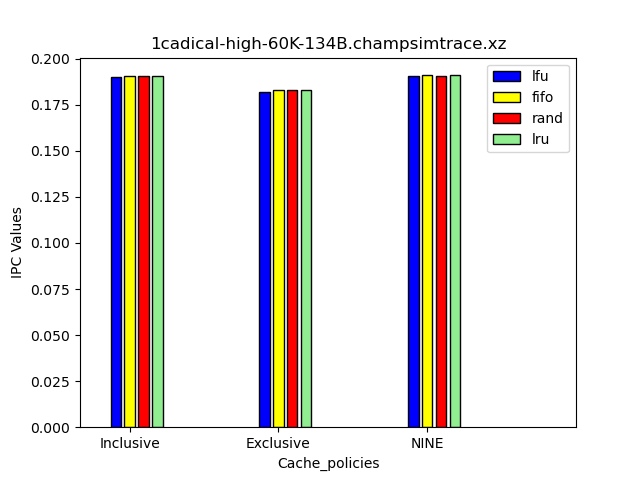 1cadical-high-60K-134B.champsimtrace.xz
IPC Values
0.200
0.175
0.150
0.125
0.100
0.075
0.050
0.025
0.000
lfu
fifo
rand
lru
Inclusive
Exclusive
NINE
Cache_policies